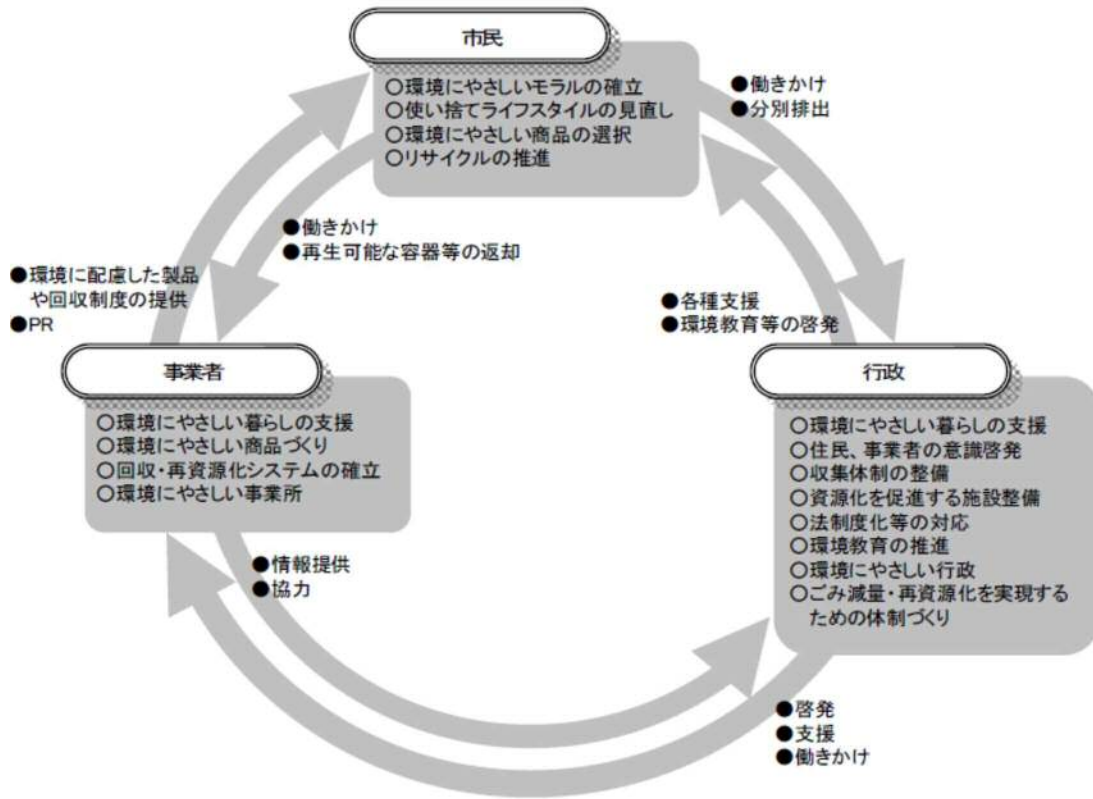 市民
○環境にやさしいモラルの確立
○使い捨てライフスタイルの見直し
○環境にやさしい商品の選択
○リサイクルの推進
●働きかけ
●分別排出
●働きかけ
●再生可能な容器等の返却
●環境に配慮した製品
や回収制度の提供
●PR
●各種支援
●環境教育等の啓発
事業者
○環境にやさしい暮らしの支援
○環境にやさしい商品づくり
○回収・再資源化システムの確立
○環境にやさしい事業所
行政
○環境にやさしい暮らしの支援
○住民、事業者の意識啓発
○収集体制の整備
○資源化を促進する施設整備
○法制度化等の対応
○環境教育の推進
○環境にやさしい行政
○ごみ減量・再資源化を実現する
ための体制づくり
●情報提供
●協力
●啓発
●支援
●働きかけ